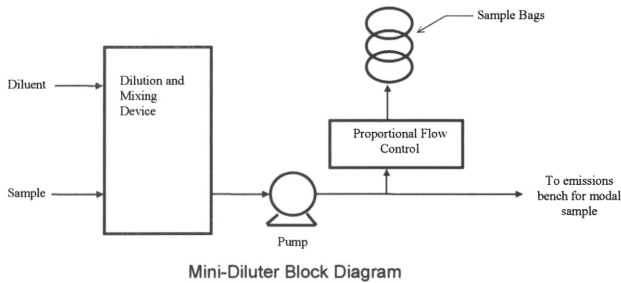 Sample Bags
Diluent
Dilution and
Mixing
Device
Proportional Flow
Control
Sample
To emissions
bench for modal
sample
Pump
Mini-Diluter Block Diagram